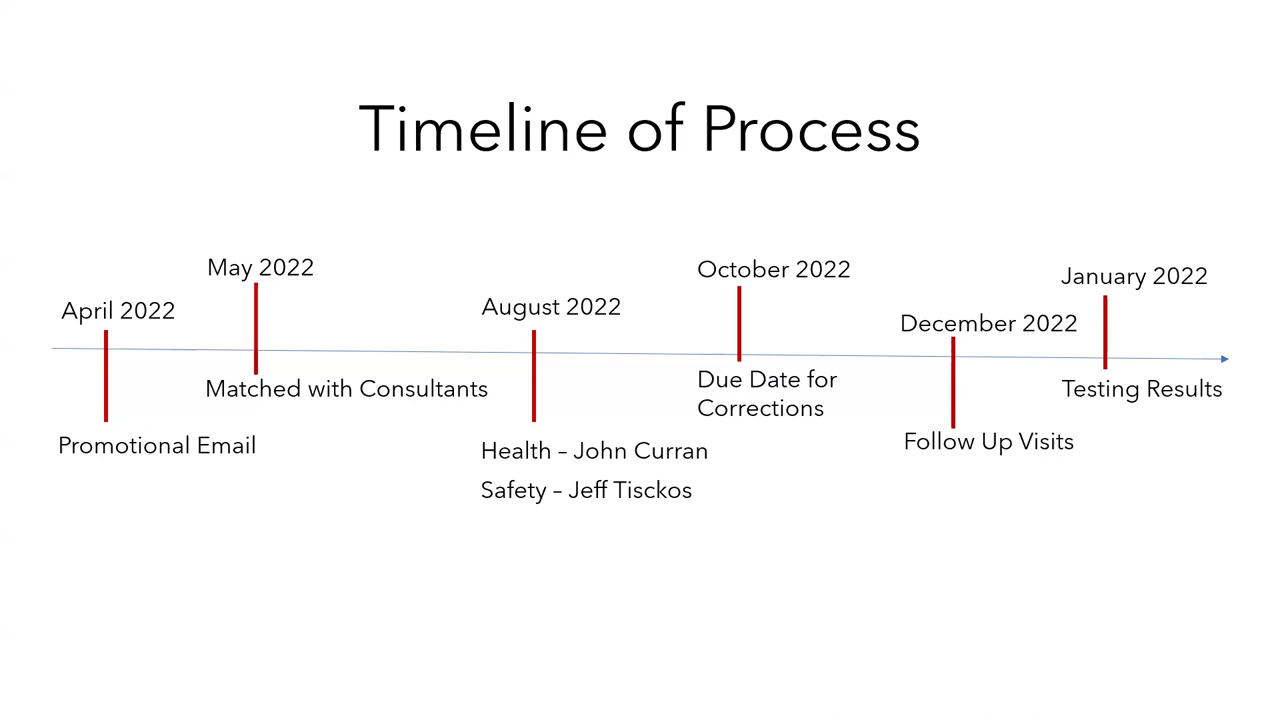 Timeline of Process
April 2022
Promotional Email
May 2022
Matched with Consultants
August 2022
Health – John Curran
Safety – Jeff Tisckos
October 2022
Due Date for
Corrections
December 2022
Follow Up Visits
January 2022
Testing Results